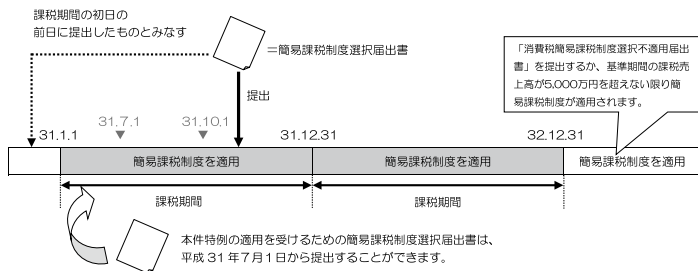 課税期間の初日の
前日に提出したものとみなす
＝簡易課税制度選択届出書
提出
「消費税簡易課税制度選択不適用届出
書」を提出するか、基準期間の課税売
上高が5,000万円を超えない限り簡
易課税制度が適用されます。
31.1.1
31.7.1
31.10.1
31.12.31
32.12.31
簡易課税制度を適用
簡易課税制度を適用
簡易課税制度を適用
課税期間
課税期間
本件特例の適用を受けるための簡易課税制度選択届出書は、
平成 31 年７月１日から提出することができます。